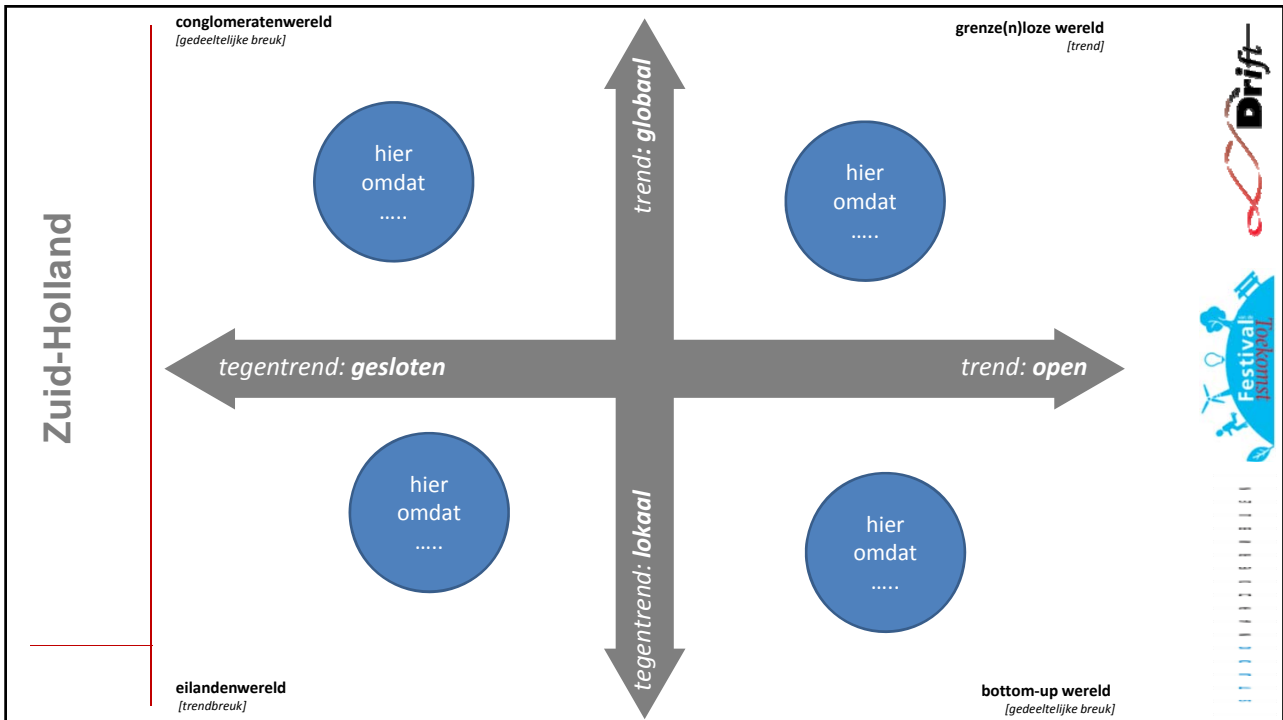 conglomeratenwereld
[gedeeltelijke breuk]
grenze(n)loze wereld
[trend]
Zuid-Holland
trend: globaal
hier
omdat
.....
hier
omdat
.....
tegentrend: gesloten
trend: open
hier
omdat
.....
hier
omdat
.....
tegentrend: lokaal
eilandenwereld
[trendbreuk]
bottom-up wereld
[gedeeltelijke breuk]
Drift
Festival
Toekomst